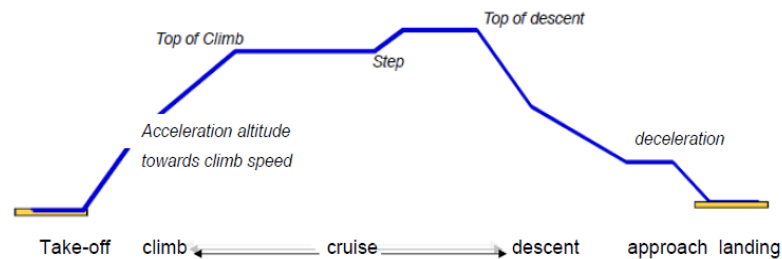 Top of descent
Top of Climb
Step
Acceleration altitude
towards climb speed
deceleration
Take-off climb cruise descent approach landing